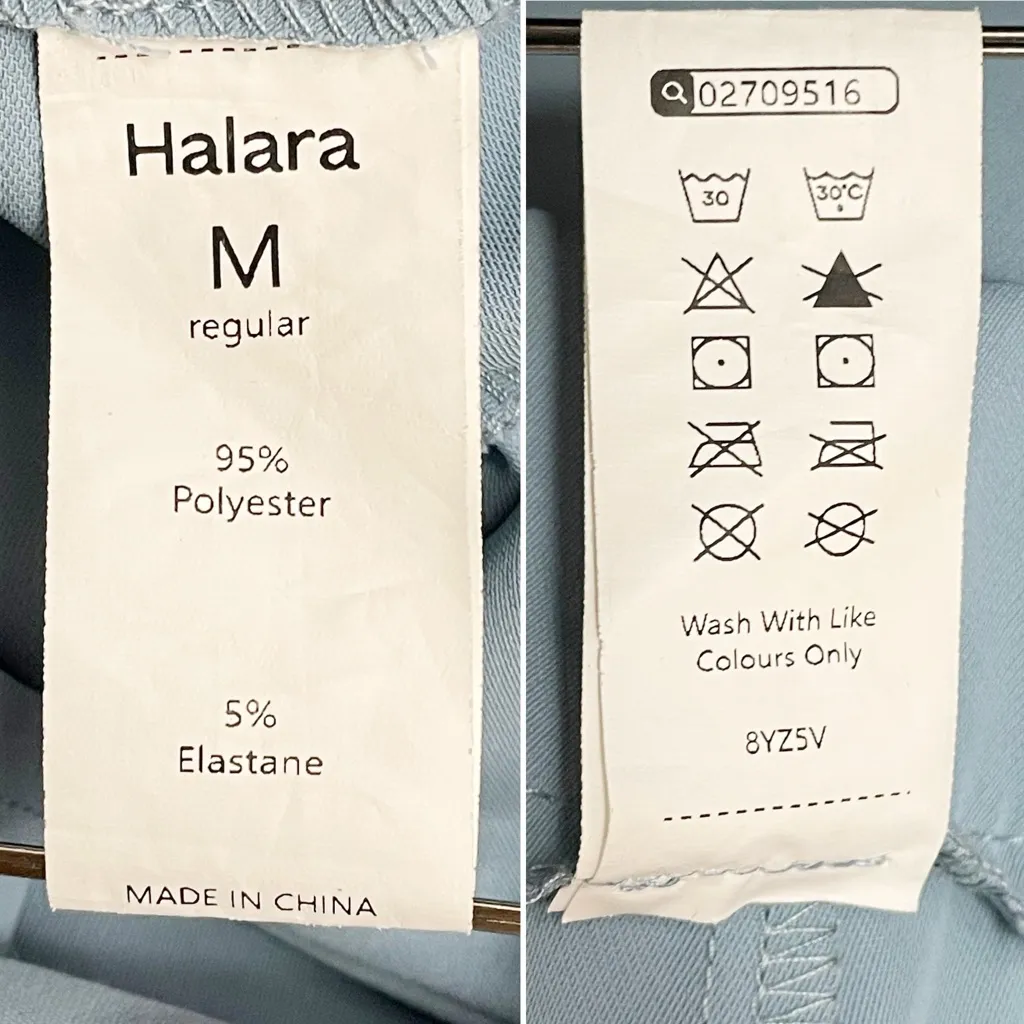 Halara
M
regular
95%
Polyester
5%
Elastane
MADE IN CHINA
02709516
30 30°C
Wash With Like
Colours Only
8YZ5V